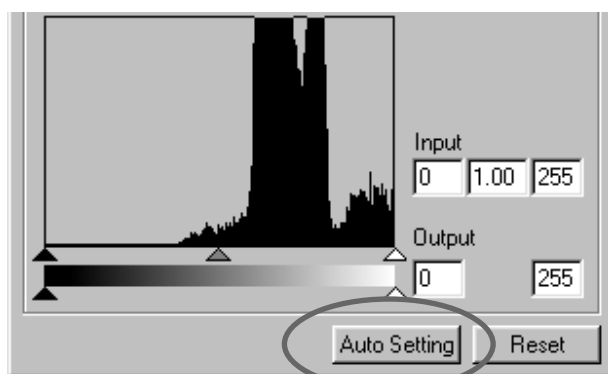 Input
0 1.00 255
Output
0 255
Auto Setting Reset